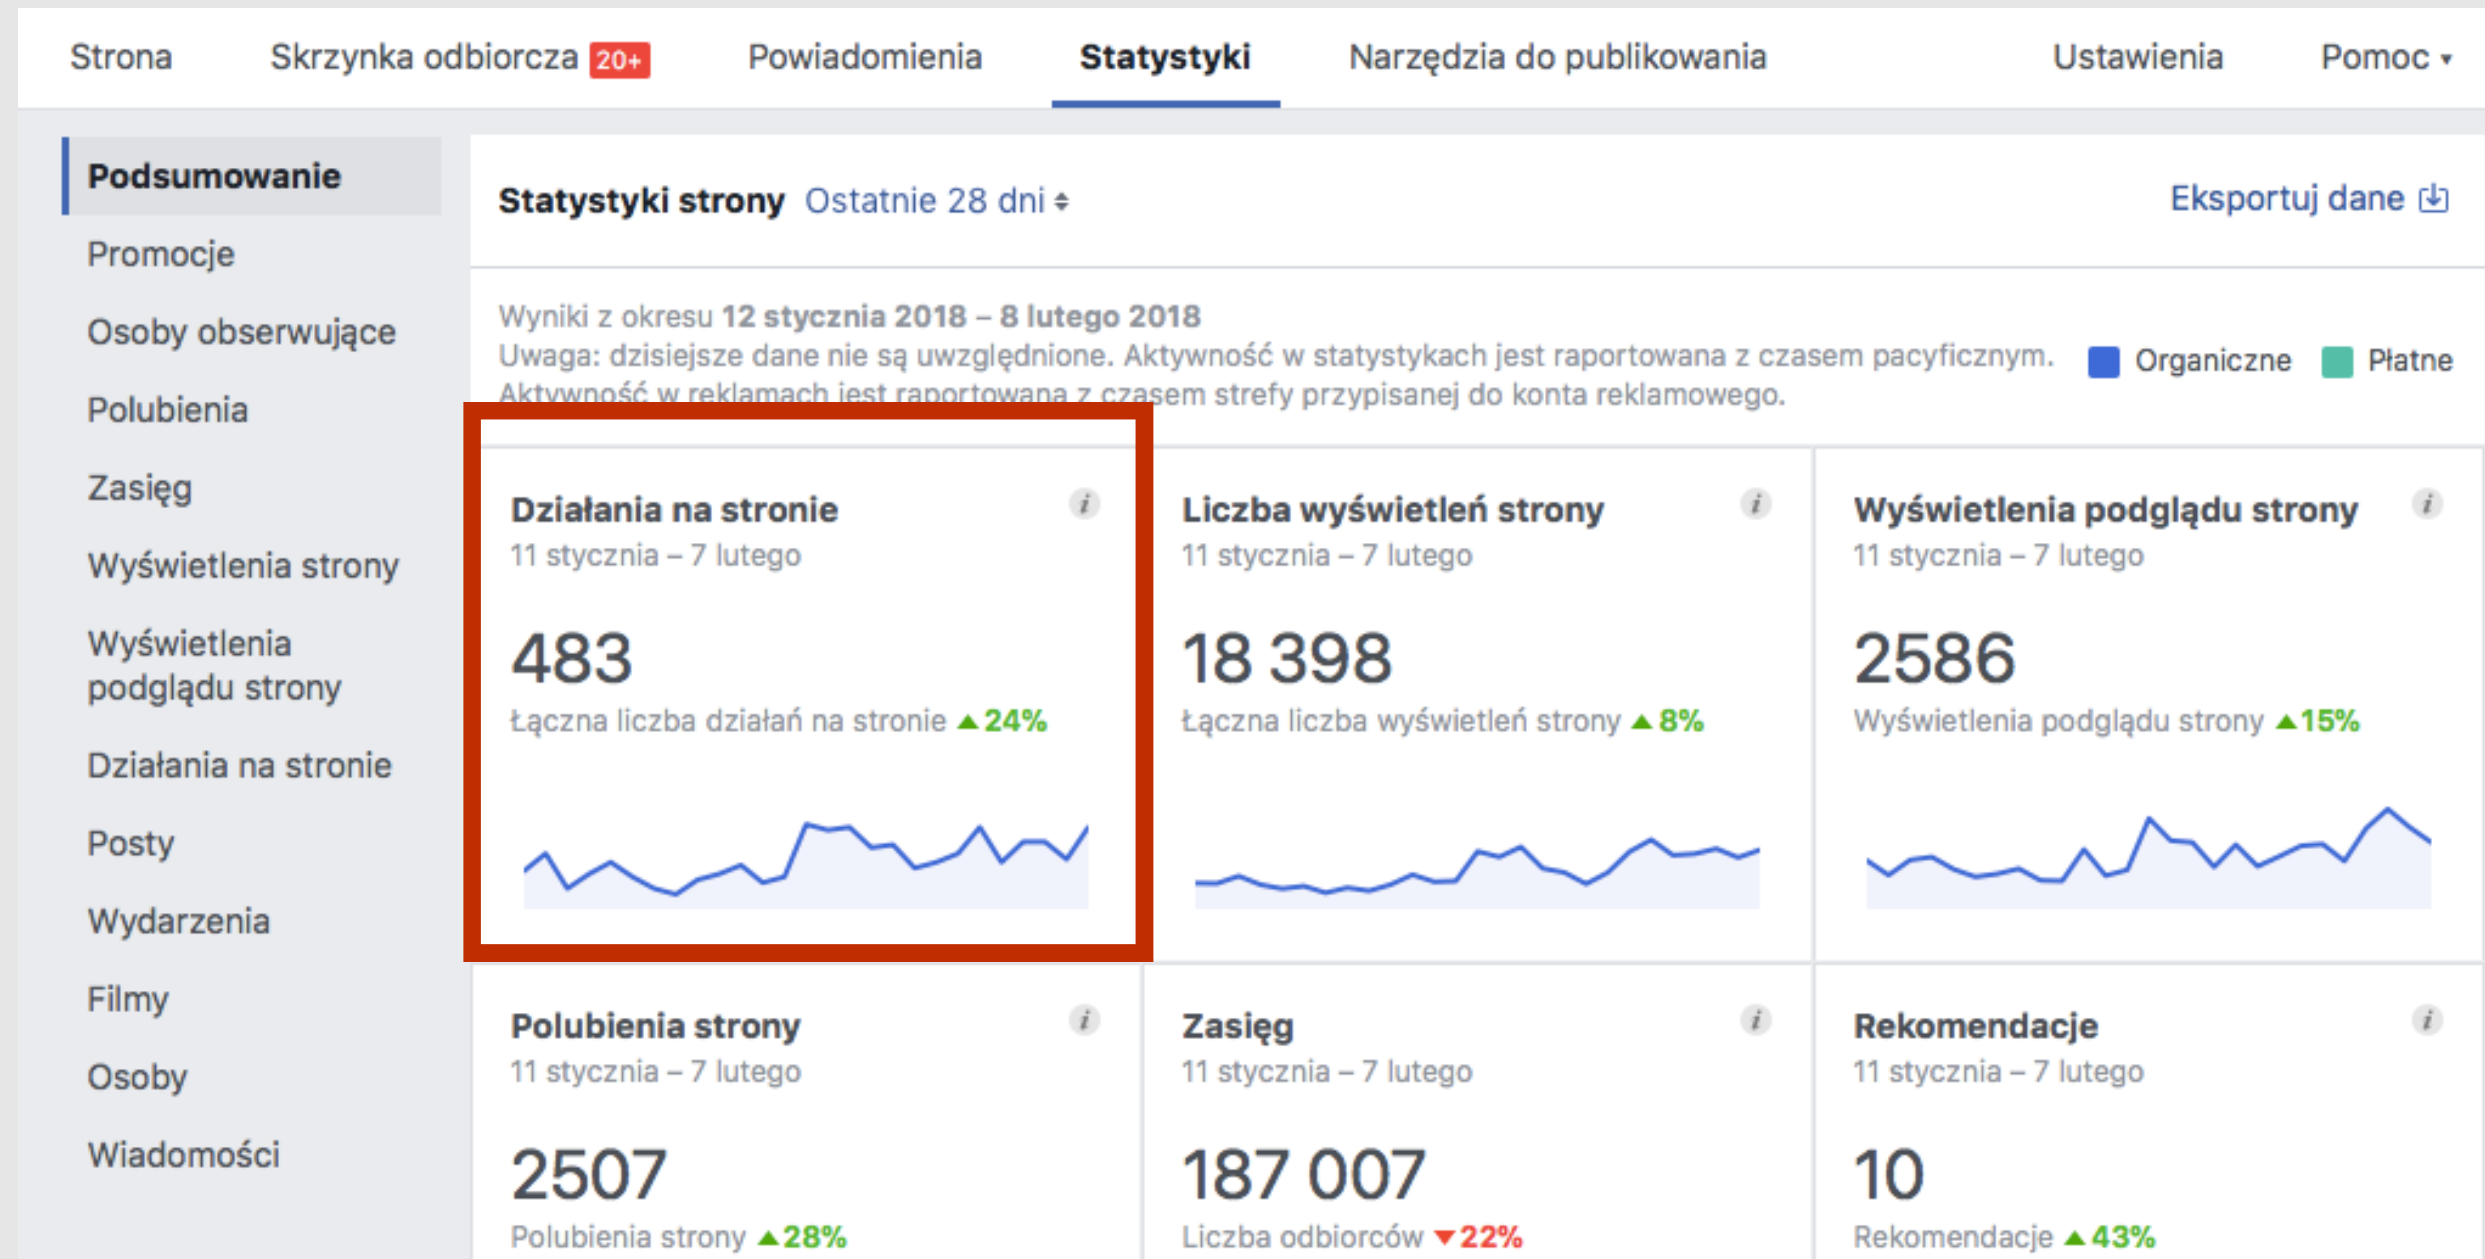 Strona Skrzynka odbiorcza 20+ Powiadomienia Statystyki Narzędzia do publikowania Ustawienia Pomoc
Podsumowanie
Promocje
Osoby obserwujące
Polubienia
Zasięg
Wyświetlenia strony
Wyświetlenia
podglądu strony
Działania na stronie
Posty
Wydarzenia
Filmy
Osoby
Wiadomości
Statystyki strony Ostatnie 28 dni Eksportuj dane
Wyniki z okresu 12 stycznia 2018 – 8 lutego 2018
Uwaga: dzisiejsze dane nie są uwzględnione. Aktywność w statystykach jest raportowana z czasem pacyficznym.
Aktywność w reklamach jest raportowana z czasem strefy przypisanej do konta reklamowego.
Organiczne Płatne
Działania na stronie
11 stycznia – 7 lutego
483
Łączna liczba działań na stronie ▲24%
Liczba wyświetleń strony
11 stycznia – 7 lutego
18 398
Łączna liczba wyświetleń strony ▲8%
Wyświetlenia podglądu strony
11 stycznia – 7 lutego
2586
Wyświetlenia podglądu strony ▲15%
Polubienia strony
11 stycznia – 7 lutego
2507
Polubienia strony ▲28%
Zasięg
11 stycznia – 7 lutego
187 007
Liczba odbiorców ▼22%
Rekomendacje
11 stycznia – 7 lutego
10
Rekomendacje ▲43%